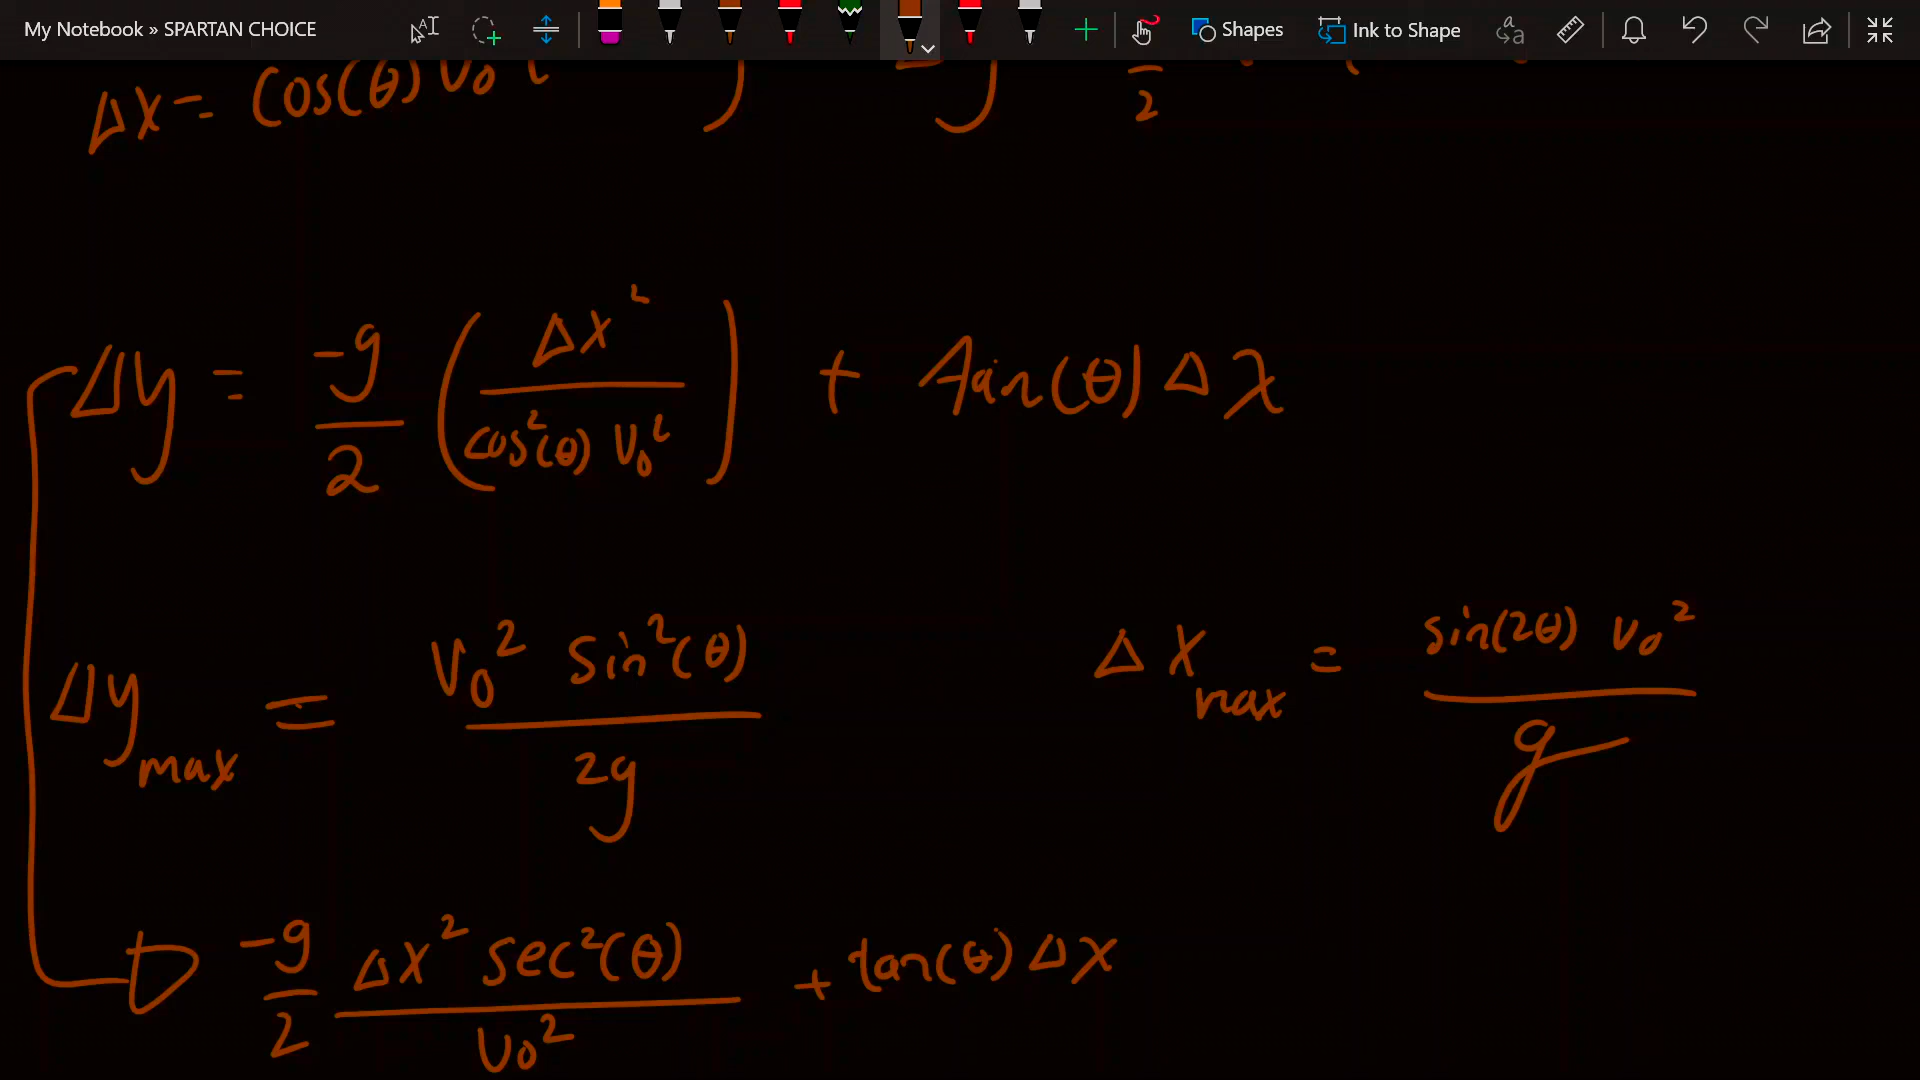 My Notebook » SPARTAN CHOICE
Shapes
Ink to Shape
Δx = cos(θ) v₀ t
2
Δy = -g/2 (Δx²/(cos²(θ) v₀²)) + tan(θ) Δx
Δy max = v₀² sin²(θ) / 2g
Δx max = sin(2θ) v₀² / g
-g/2 Δx² sec²(θ) / v₀² + tan(θ) Δx